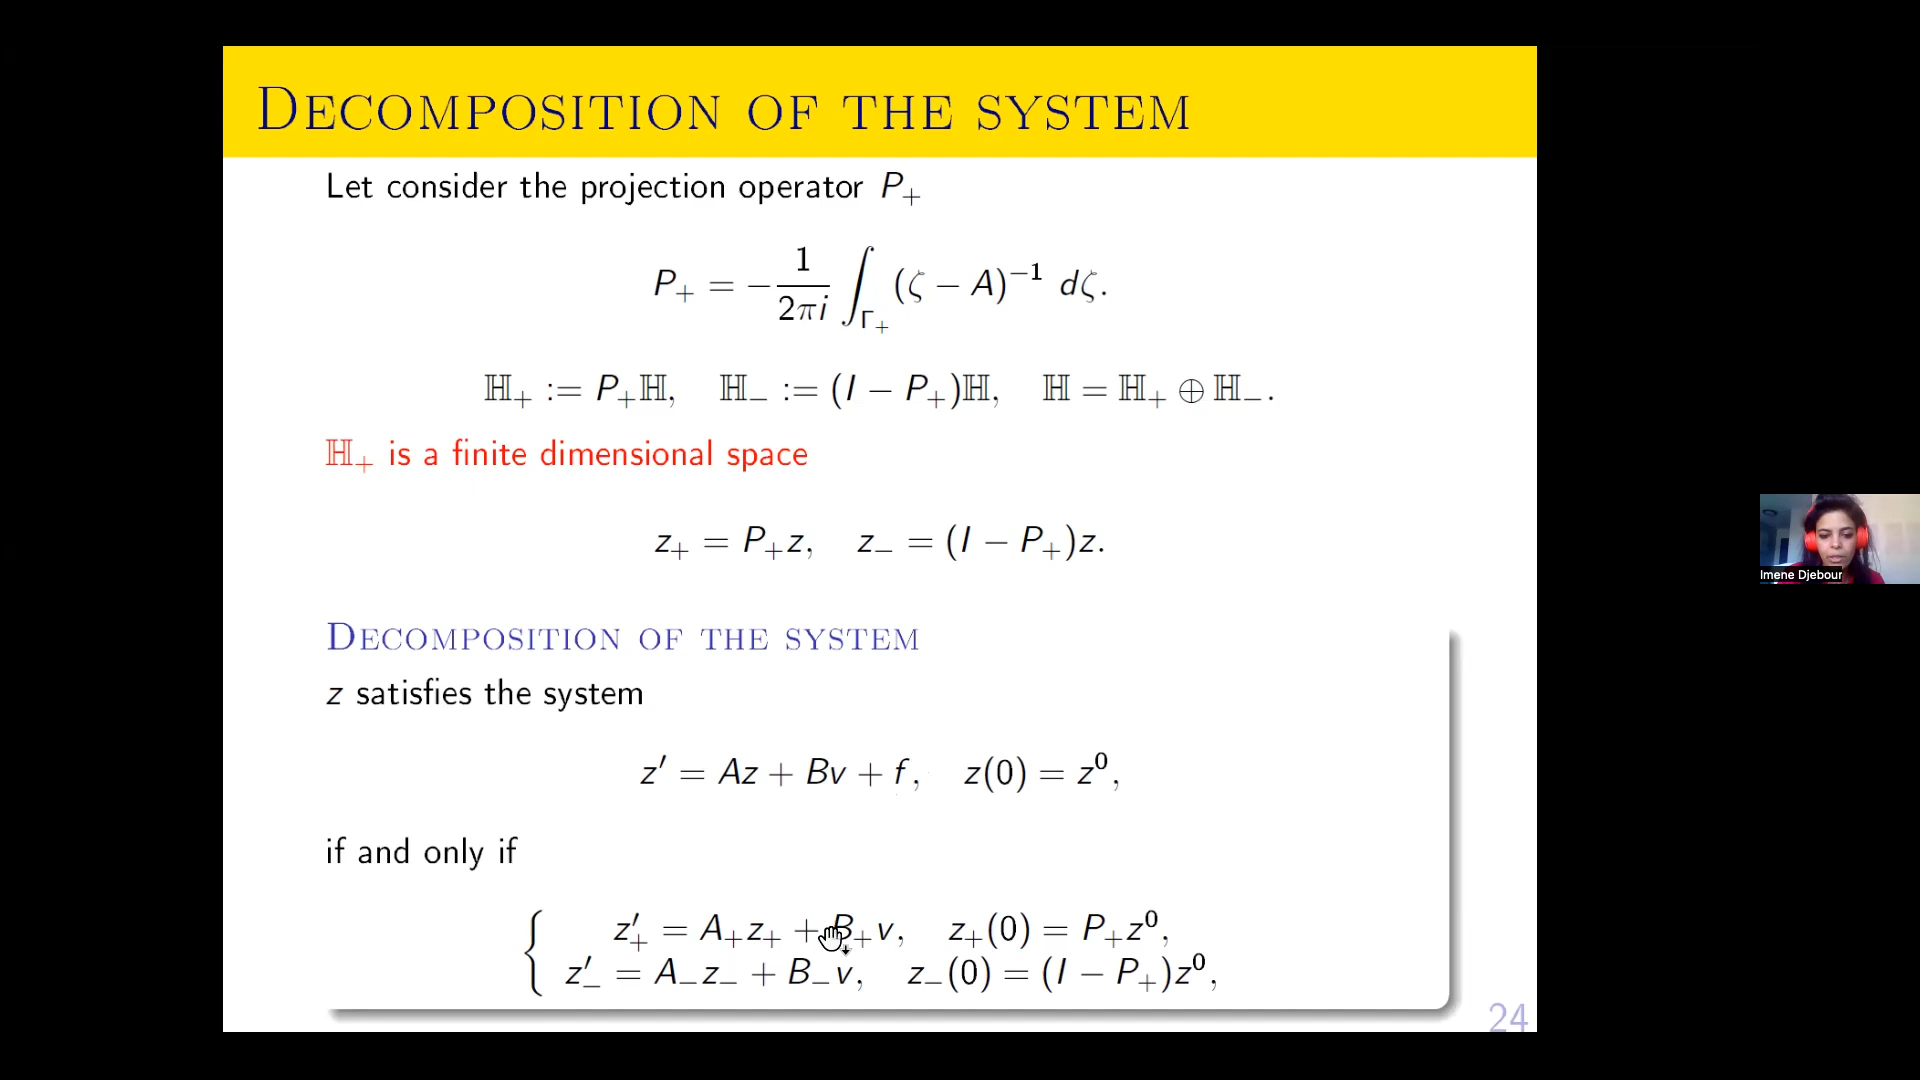 DECOMPOSITION OF THE SYSTEM
Let consider the projection operator P₊
P₊ = −\frac{1}{2πi} ∫_{Γ₊} (ζ − A)⁻¹ dζ.
ℍ₊ := P₊ℍ, ℍ₋ := (I − P₊)ℍ, ℍ = ℍ₊ ⊕ ℍ₋.
ℍ₊ is a finite dimensional space
z₊ = P₊z, z₋ = (I − P₊)z.
Imene Djebour
DECOMPOSITION OF THE SYSTEM
z satisfies the system
z′ = Az + Bv + f, z(0) = z⁰,
if and only if
z′₊ = A₊z₊ + B₊v, z₊(0) = P₊z⁰,
z′₋ = A₋z₋ + B₋v, z₋(0) = (I − P₊)z⁰,
24